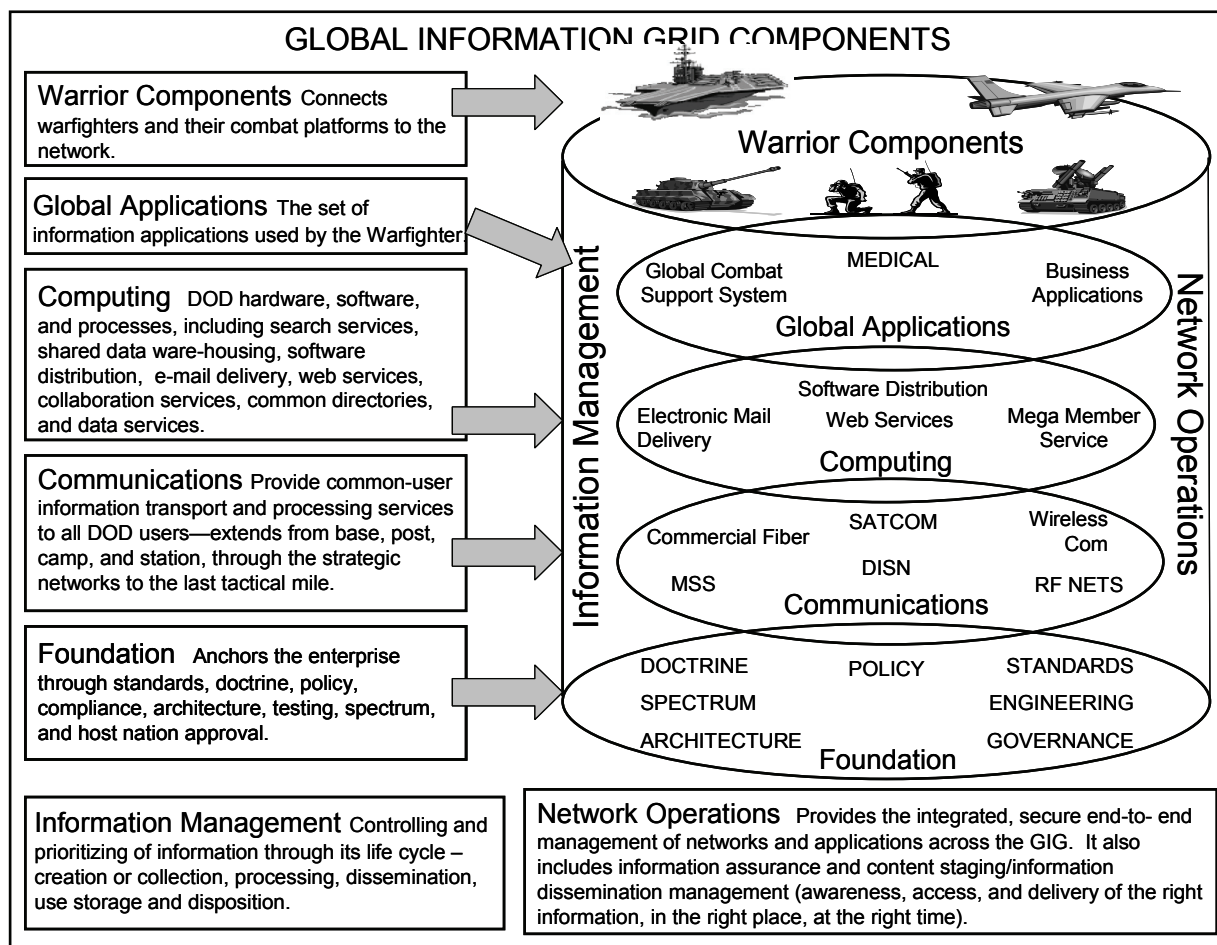 GLOBAL INFORMATION GRID COMPONENTS
Warrior Components Connects
warfighters and their combat platforms to the
network.
Global Applications The set of
information applications used by the Warfighter.
Computing DOD hardware, software,
and processes, including search services,
shared data ware-housing, software
distribution, e-mail delivery, web services,
collaboration services, common directories,
and data services.
Communications Provide common-user
information transport and processing services
to all DOD users—extends from base, post,
camp, and station, through the strategic
networks to the last tactical mile.
Foundation Anchors the enterprise
through standards, doctrine, policy,
compliance, architecture, testing, spectrum,
and host nation approval.
Information Management
Warrior Components
MEDICAL
Global Combat
Support System
Business
Applications
Global Applications
Software Distribution
Electronic Mail
Delivery
Web Services
Mega Member
Service
Computing
Commercial Fiber
SATCOM
Wireless
Com
MSS
DISN
RF NETS
Communications
DOCTRINE
POLICY
STANDARDS
SPECTRUM
ENGINEERING
ARCHITECTURE
GOVERNANCE
Foundation
Network Operations
Information Management Controlling and
prioritizing of information through its life cycle –
creation or collection, processing, dissemination,
use storage and disposition.
Network Operations Provides the integrated, secure end-to- end
management of networks and applications across the GIG. It also
includes information assurance and content staging/information
dissemination management (awareness, access, and delivery of the right
information, in the right place, at the right time).